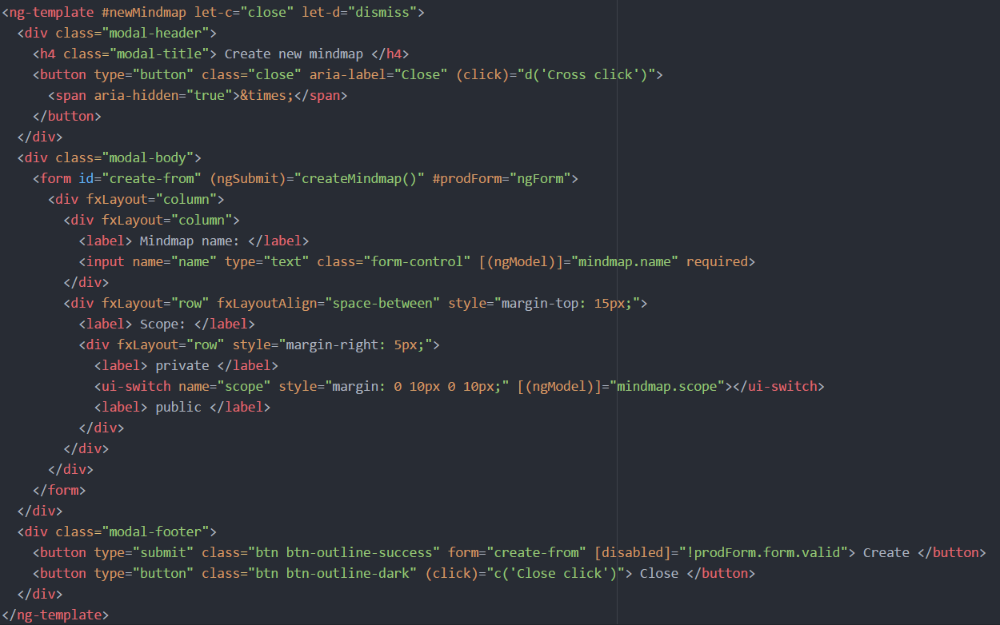 <ng-template #newMindmap let-c="close" let-d="dismiss">
  <div class="modal-header">
    <h4 class="modal-title"> Create new mindmap </h4>
    <button type="button" class="close" aria-label="Close" (click)="d('Cross click')">
      <span aria-hidden="true">&times;</span>
    </button>
  </div>
  <div class="modal-body">
    <form id="create-from" (ngSubmit)="createMindmap()" #prodForm="ngForm">
      <div fxLayout="column">
        <div fxLayout="column">
          <label> Mindmap name: </label>
          <input name="name" type="text" class="form-control" [(ngModel)]="mindmap.name" required>
        </div>
        <div fxLayout="row" fxLayoutAlign="space-between" style="margin-top: 15px;">
          <label> Scope: </label>
          <div fxLayout="row" style="margin-right: 5px;">
            <label> private </label>
            <ui-switch name="scope" style="margin: 0 10px 0 10px;" [(ngModel)]="mindmap.scope"></ui-switch>
            <label> public </label>
          </div>
        </div>
      </div>
    </form>
  </div>
  <div class="modal-footer">
    <button type="submit" class="btn btn-outline-success" form="create-from" [disabled]="!prodForm.form.valid"> Create </button>
    <button type="button" class="btn btn-outline-dark" (click)="c('Close click')"> Close </button>
  </div>
</ng-template>